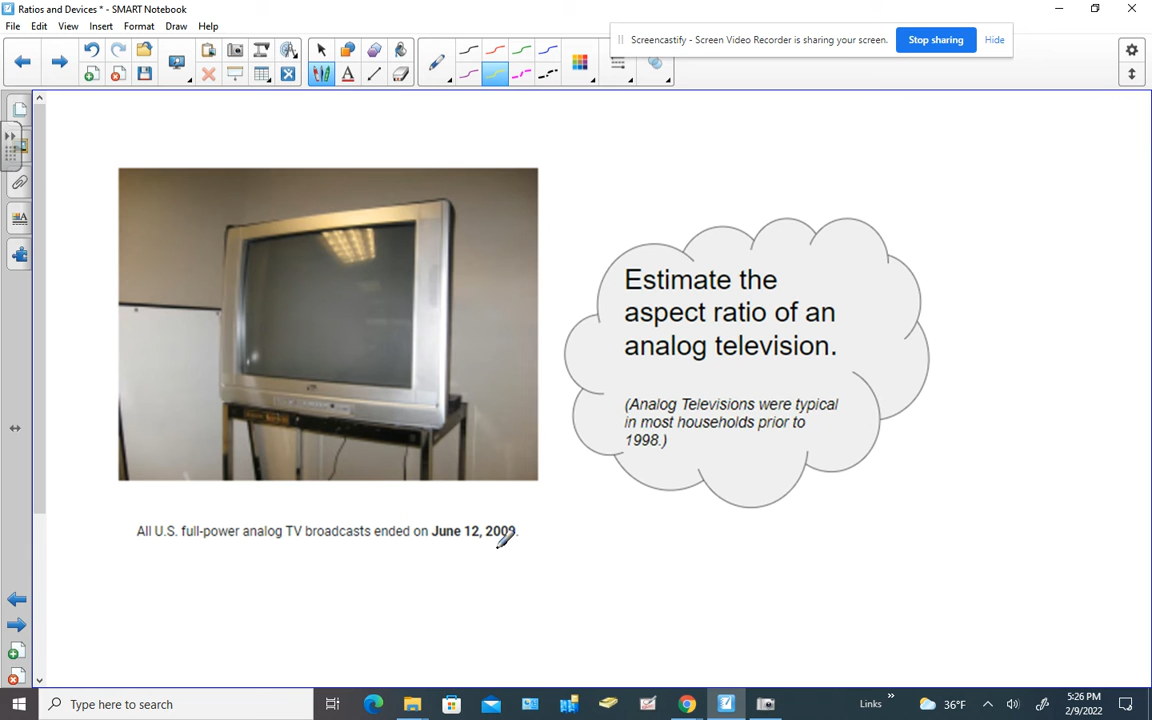 Ratios and Devices * - SMART Notebook
File Edit View Insert Format Draw Help
Screencastify - Screen Video Recorder is sharing your screen. Stop sharing Hide
Estimate the
aspect ratio of an
analog television.
(Analog Televisions were typical
in most households prior to
1998.)
All U.S. full-power analog TV broadcasts ended on June 12, 2009.
Type here to search
Links » 36°F 5:26 PM
2/9/2022